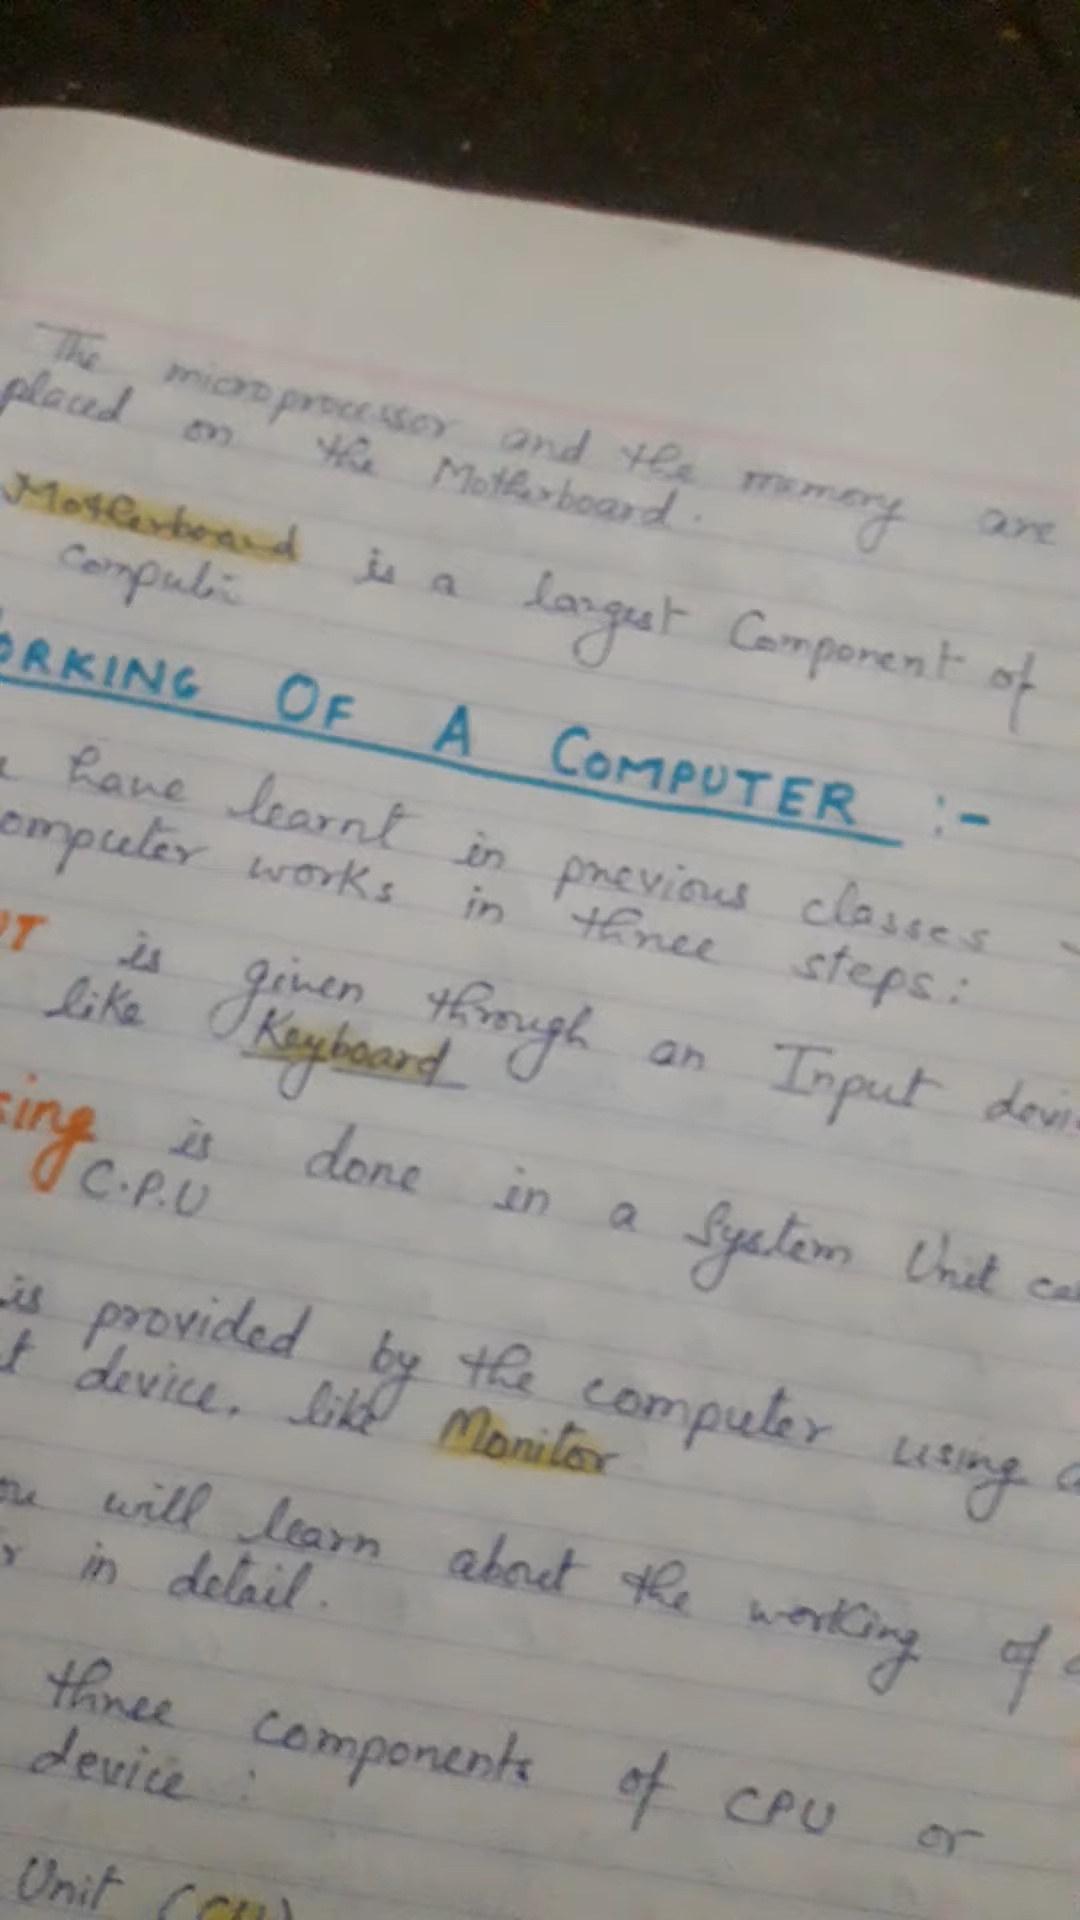 The microprocessor and the memory are
placed on the Motherboard.
Motherboard is a largest Component of
ORKING OF A COMPUTER :-
have learnt in previous classes
omputer works in three steps:
is given through an Input devi
like Keyboard
sing is done in a System Unit ca
C.P.U
is provided by the computer using a
t device, like Monitor
ou will learn about the working of
r in detail.
three components of CPU or
device :
Unit (CU)